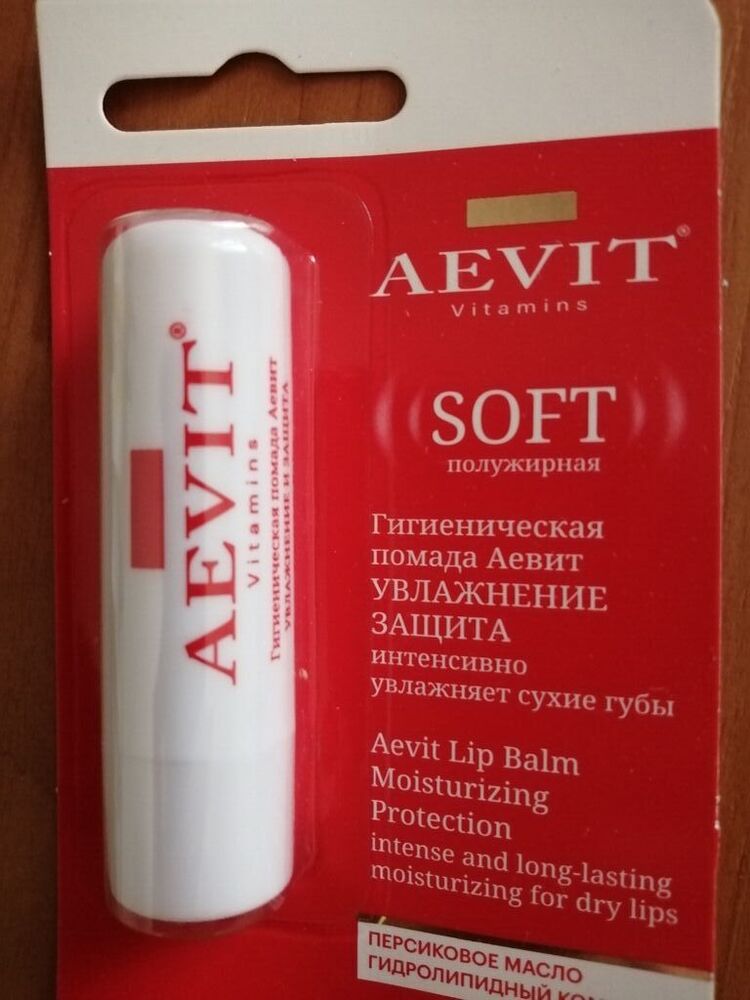 AEVIT®
Vitamins
SOFT
полужирная
Гигиеническая
помада Аевит
УВЛАЖНЕНИЕ
ЗАЩИТА
интенсивно
увлажняет сухие губы
Aevit Lip Balm
Moisturizing
Protection
intense and long-lasting
moisturizing for dry lips
ПЕРСИКОВОЕ МАСЛО
ГИДРОЛИПИДНЫЙ
AEVIT®
Vitamins
Гигиеническая помада Аевит
УВЛАЖНЕНИЕ И ЗАЩИТА